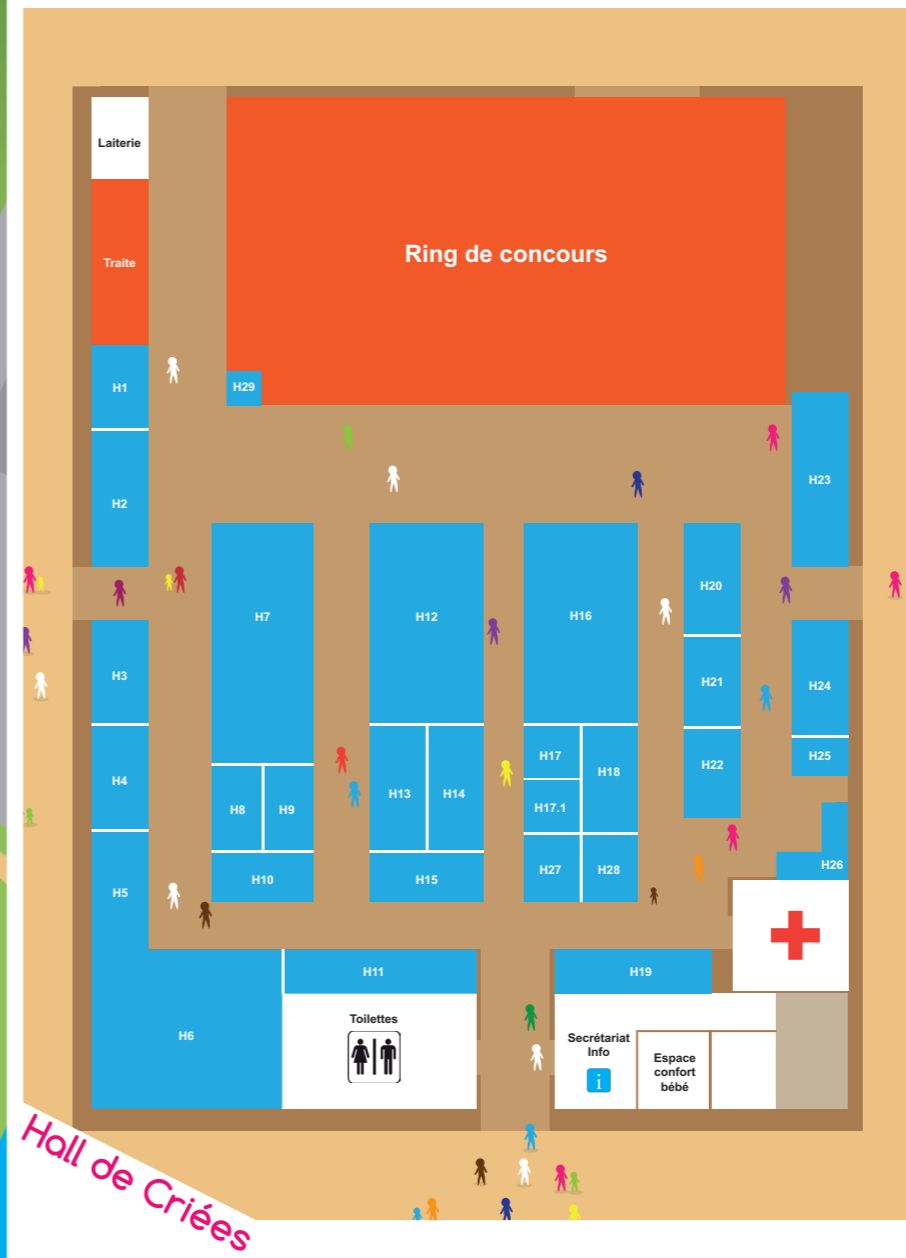 Laiterie
Traite
Ring de concours
H1
H29
H2
H23
H7
H12
H16
H20
H3
H21
H24
H4
H8
H9
H13
H14
H17
H17.1
H18
H22
H25
H5
H10
H15
H27
H28
H26
H11
H19
H6
Toilettes
Secrétariat
Info
i
Espace
confort
bébé
Hall de Criées